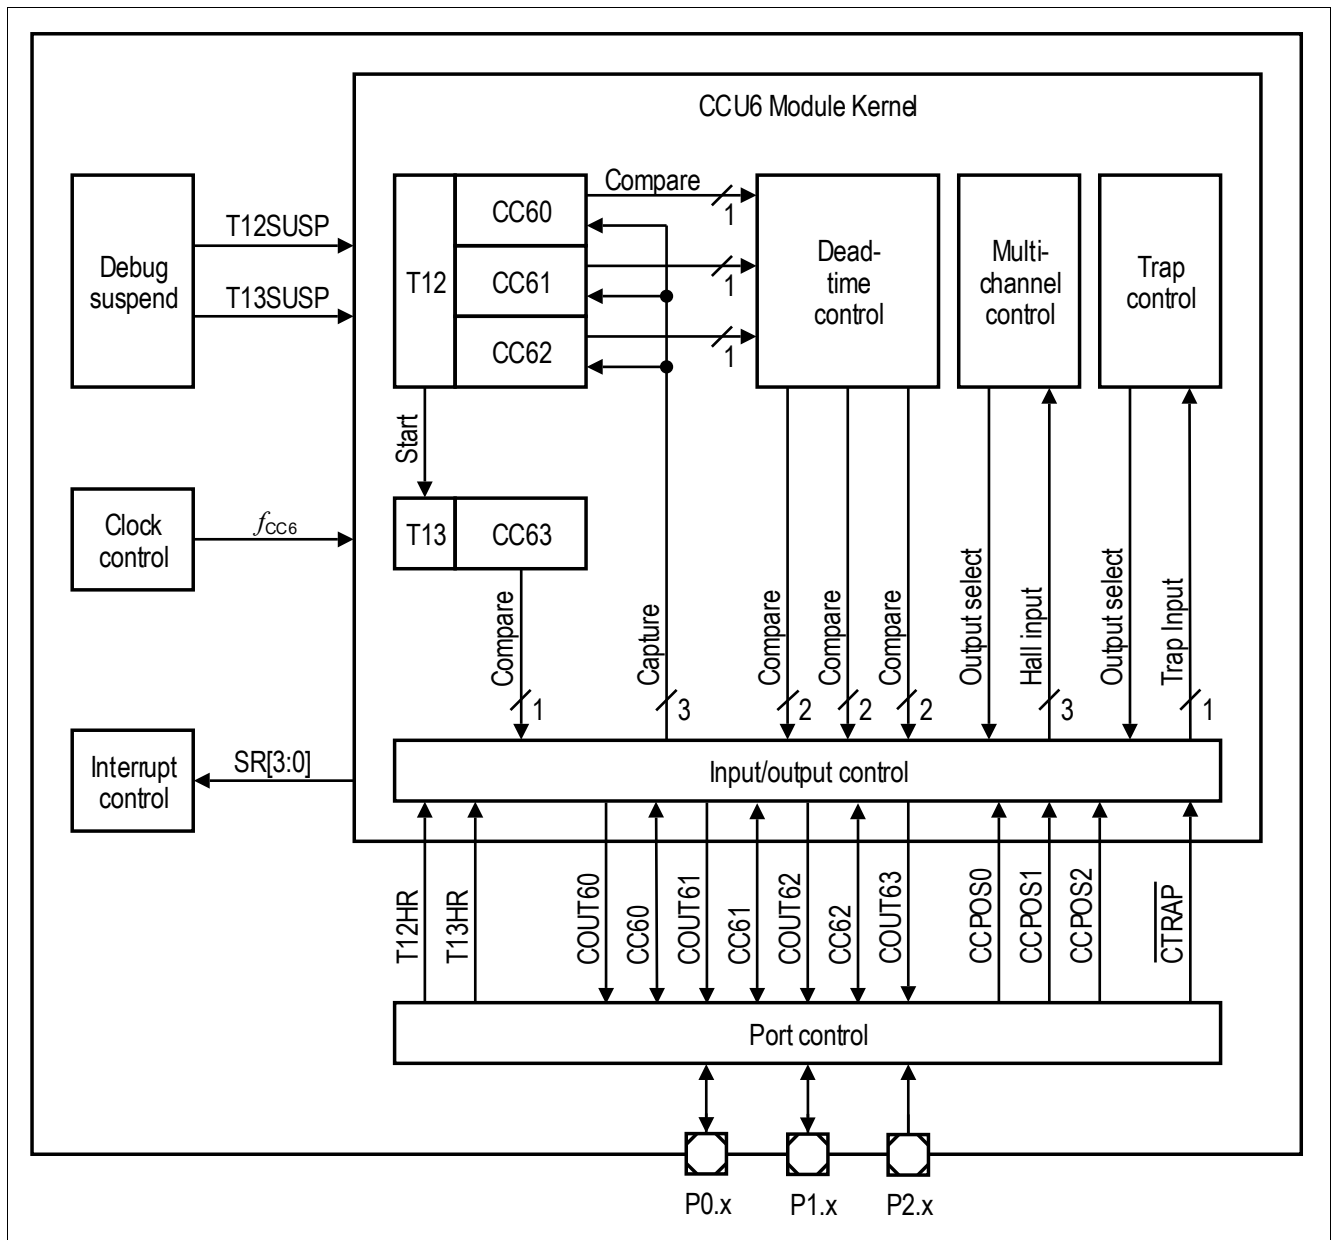 CCU6 Module Kernel
Debug
suspend
T12SUSP
T13SUSP
T12
CC60
CC61
CC62
Compare
1
1
1
Dead-
time
control
Multi-
channel
control
Trap
control
Start
T13
CC63
Clock
control
fCC6
Compare
1
Capture
3
Compare
2
Compare
2
Compare
2
Output select
Hall input
3
Output select
Trap Input
1
Interrupt
control
SR[3:0]
Input/output control
T12HR
T13HR
COUT60
CC60
COUT61
CC61
COUT62
CC62
COUT63
CCPOS0
CCPOS1
CCPOS2
CTRAP
Port control
P0.x
P1.x
P2.x